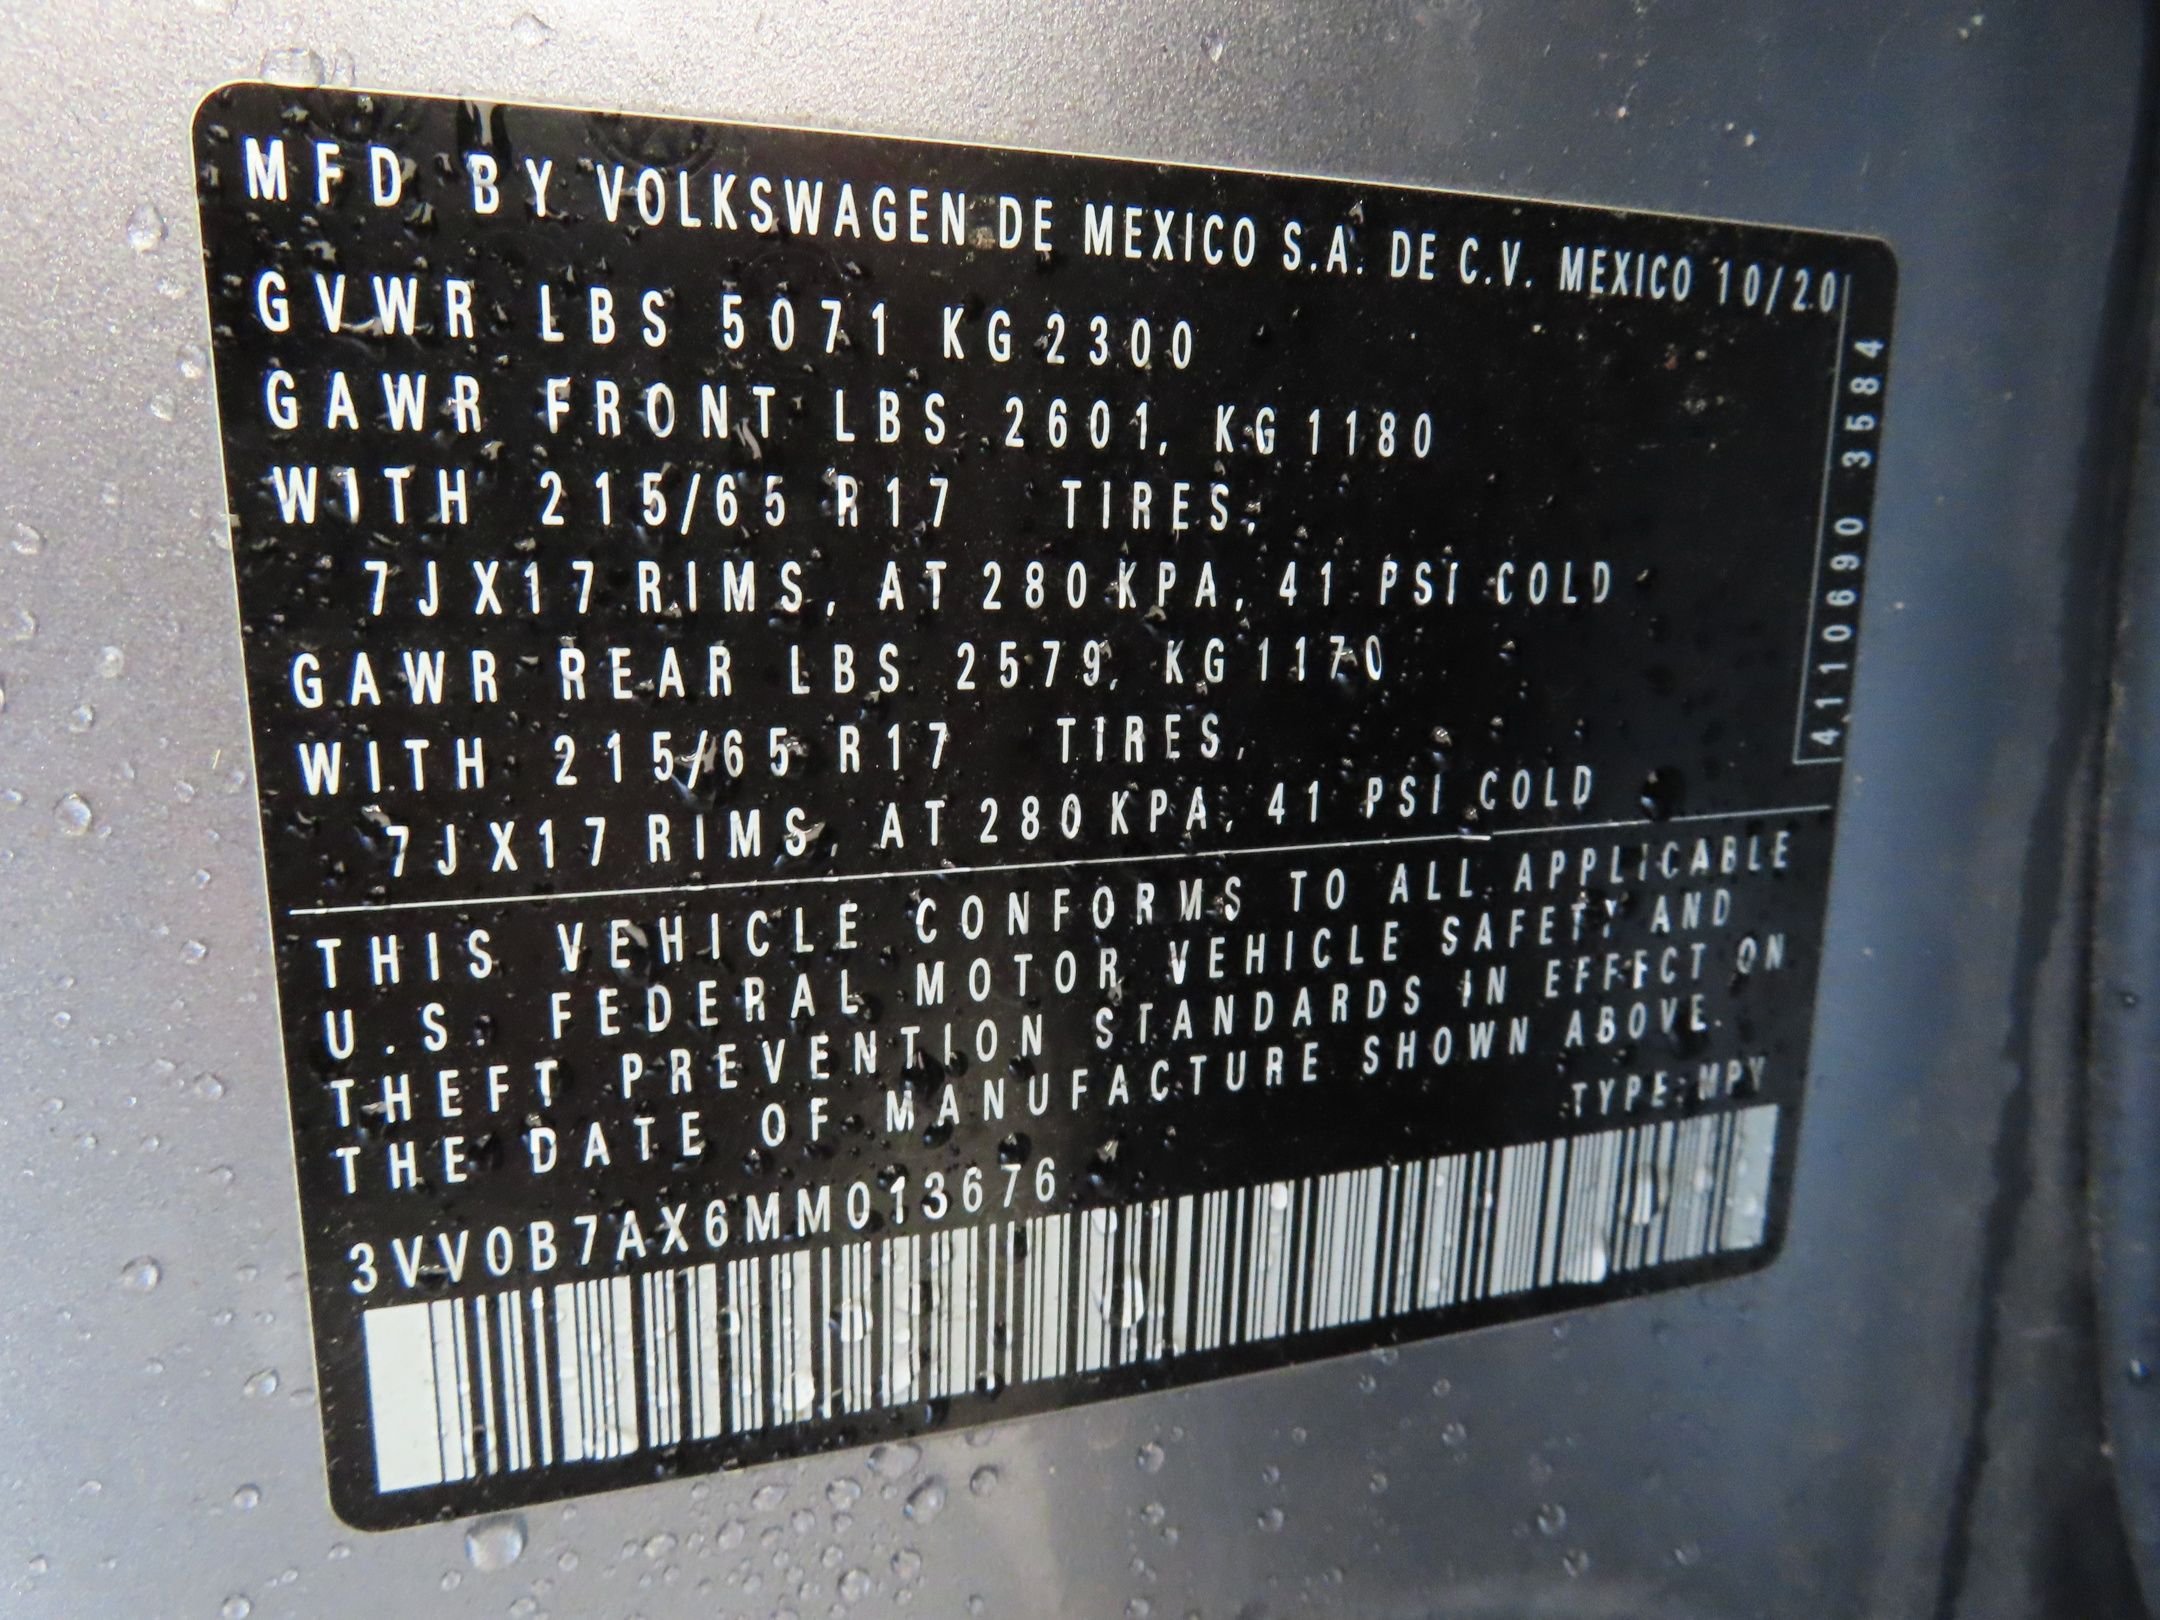 MFD BY VOLKSWAGEN DE MEXICO S.A. DE C.V. MEXICO 10/20
GVWR LBS 5071 KG 2300
GAWR FRONT LBS 2601, KG 1180
WITH 215/65 R17 TIRES,
7JX17 RIMS, AT 280 KPA, 41 PSI COLD
GAWR REAR LBS 2579, KG 1170
WITH 215/65 R17 TIRES,
7JX17 RIMS, AT 280 KPA, 41 PSI COLD
4110690 3584
THIS VEHICLE CONFORMS TO ALL APPLICABLE
U.S. FEDERAL MOTOR VEHICLE SAFETY AND
THEFT PREVENTION STANDARDS IN EFFECT ON
THE DATE OF MANUFACTURE SHOWN ABOVE.
TYPE: MPV
3VV0B7AX6MM013676